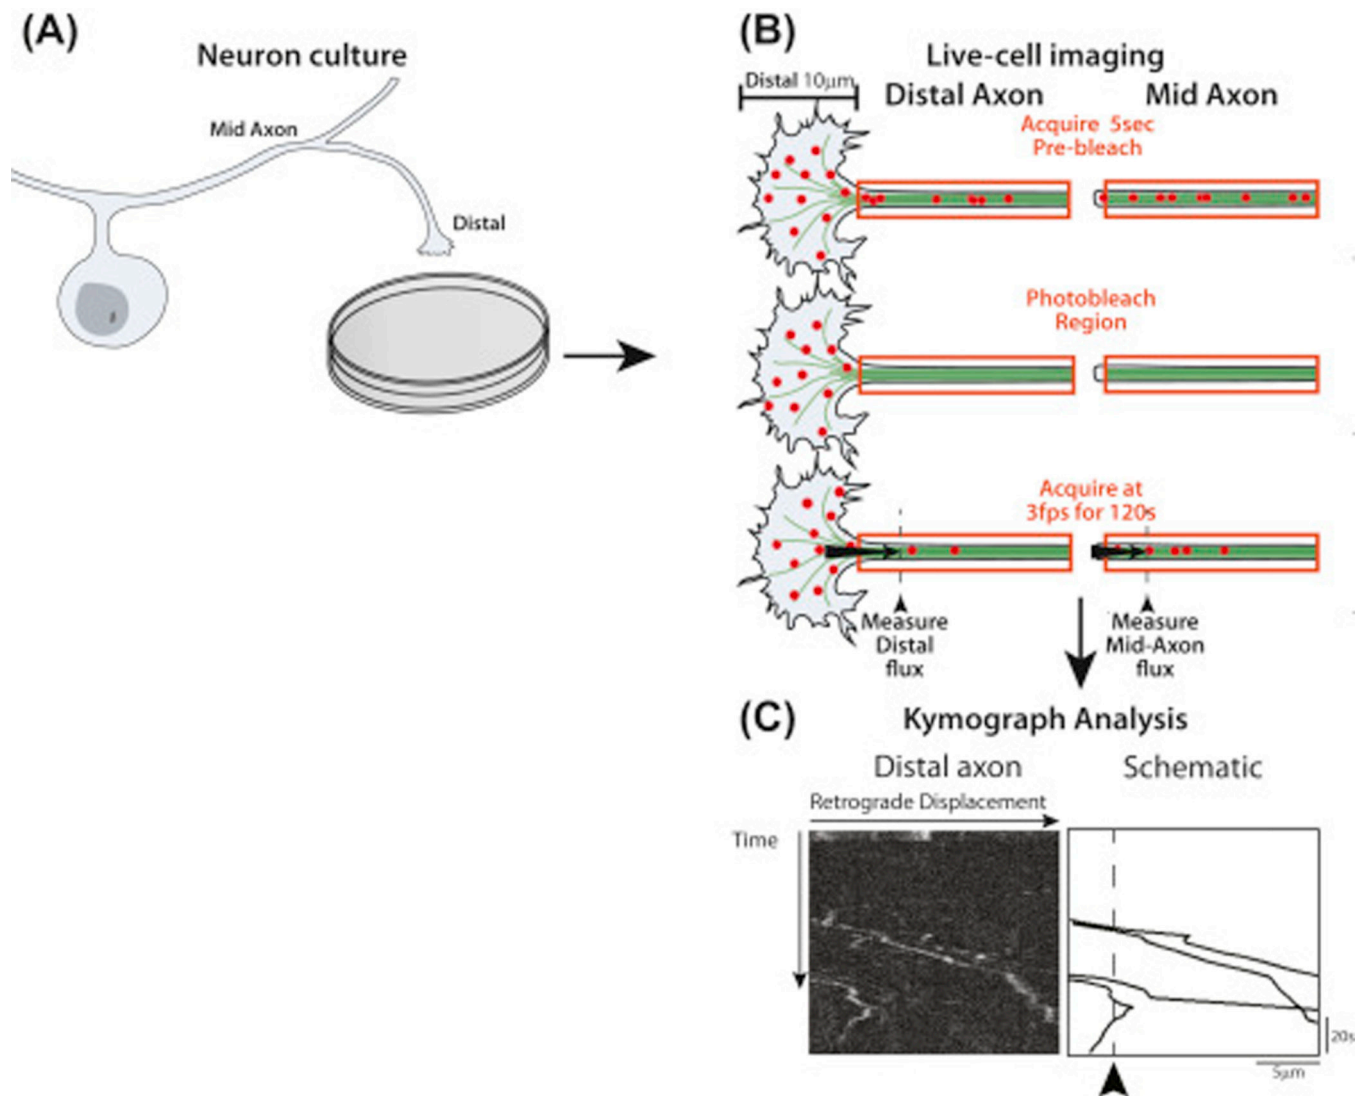 (A)
Neuron culture
Mid Axon
Distal
(B)
Live-cell imaging
Distal 10μm
Distal Axon
Mid Axon
Acquire 5sec
Pre-bleach
Photobleach
Region
Acquire at
3fps for 120s
Measure
Distal
flux
Measure
Mid-Axon
flux
(C)
Kymograph Analysis
Distal axon
Schematic
Retrograde Displacement
Time
20s
5μm